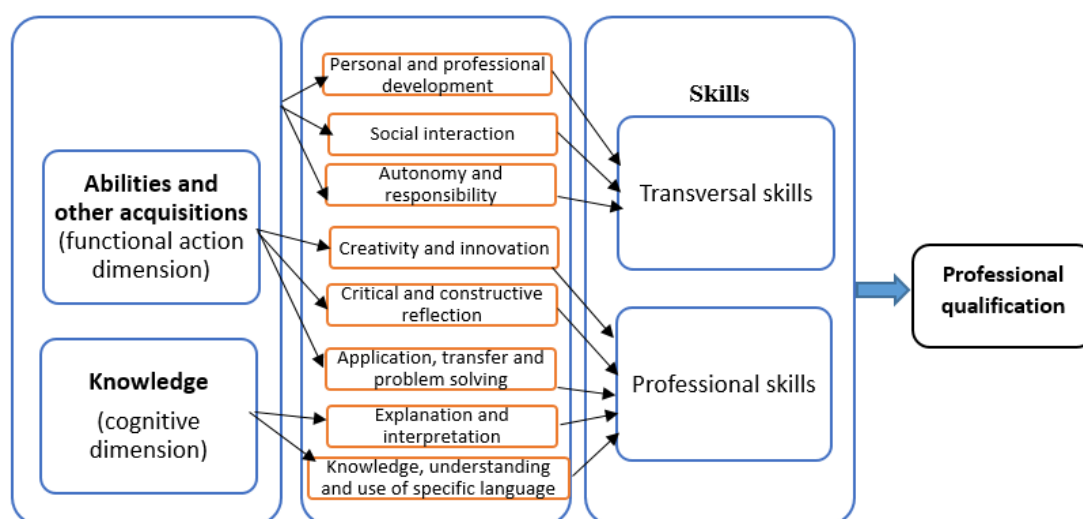 Abilities and
other acquisitions
(functional action
dimension)
Knowledge
(cognitive
dimension)
Personal and professional
development
Social interaction
Autonomy and
responsibility
Creativity and innovation
Critical and constructive
reflection
Application, transfer and
problem solving
Explanation and
interpretation
Knowledge, understanding
and use of specific language
Skills
Transversal skills
Professional skills
Professional
qualification